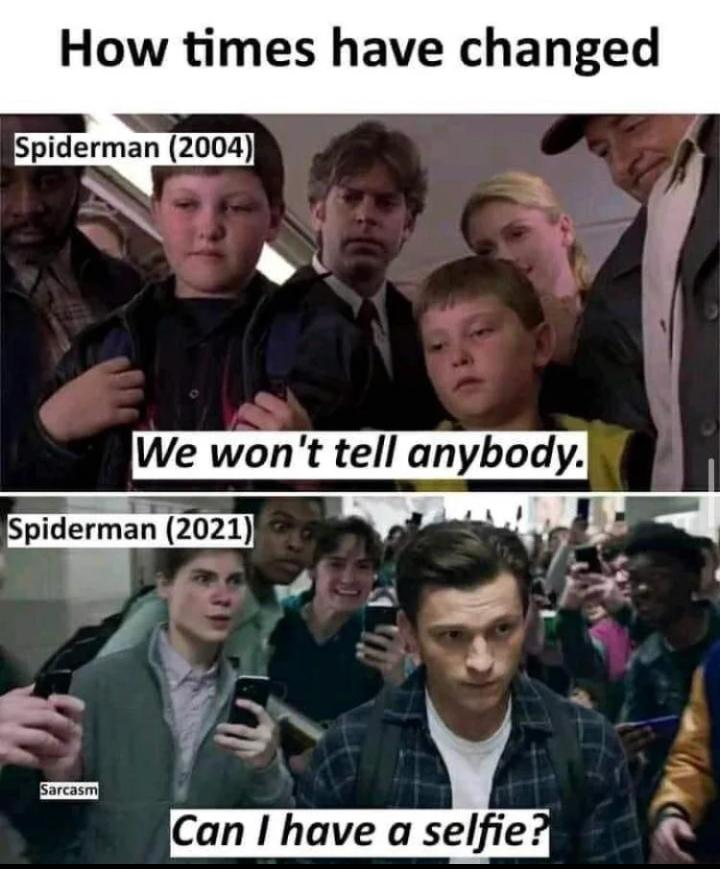 How times have changed
Spiderman (2004)
We won't tell anybody.
Spiderman (2021)
Sarcasm
Can I have a selfie?